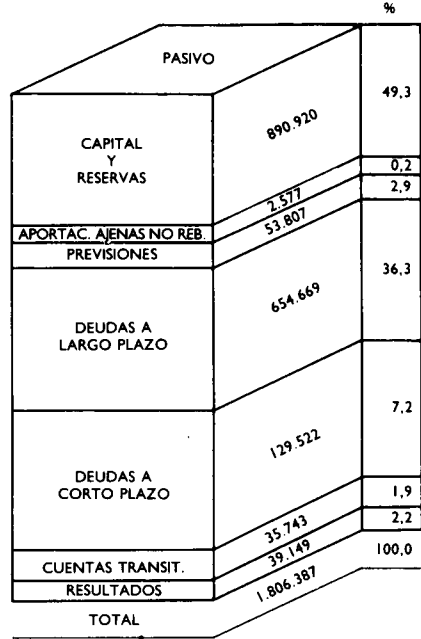 %
PASIVO
CAPITAL
Y
RESERVAS
890.920
49,3
APORTAC. AJENAS NO REB.
2.577
0,2
PREVISIONES
53.807
2,9
DEUDAS A
LARGO PLAZO
654.669
36,3
DEUDAS A
CORTO PLAZO
129.522
7,2
CUENTAS TRANSIT.
35.743
1,9
RESULTADOS
39.149
2,2
TOTAL
1.806.387
100,0